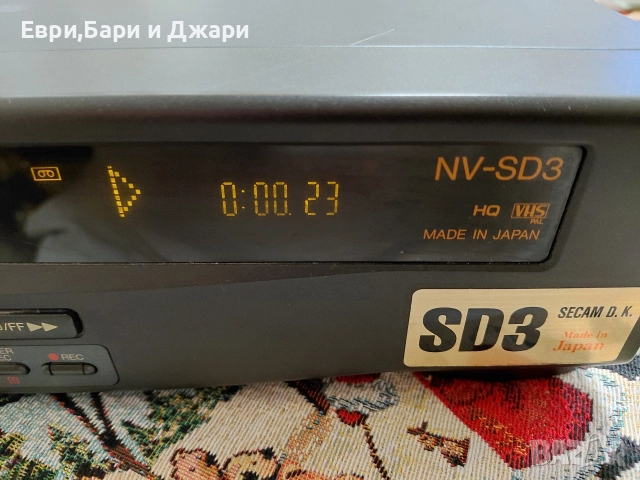 Еври,Бари и Джари
NV-SD3
0:00.23
HQ VHS
PAL
MADE IN JAPAN
/FF
SD3 SECAM D. K.
Made in
Japan
REC